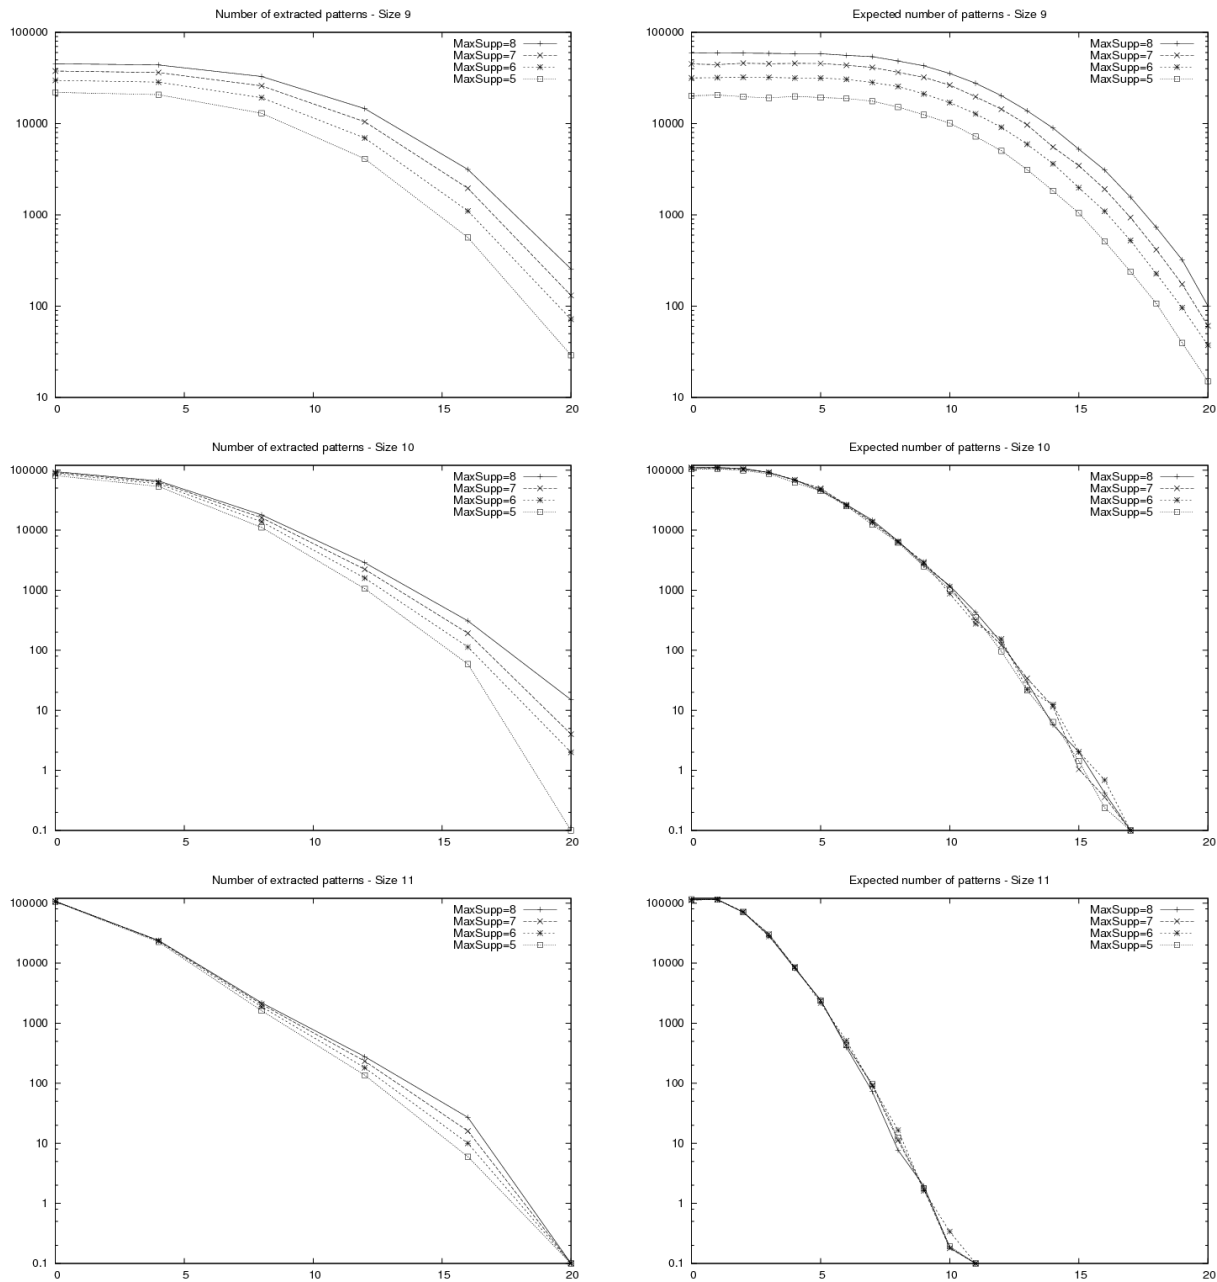 Number of extracted patterns - Size 9
100000
10000
1000
100
10
0
5
10
15
20
MaxSupp=8
MaxSupp=7
MaxSupp=6
MaxSupp=5
Expected number of patterns - Size 9
100000
10000
1000
100
10
0
5
10
15
20
MaxSupp=8
MaxSupp=7
MaxSupp=6
MaxSupp=5
Number of extracted patterns - Size 10
100000
10000
1000
100
10
1
0.1
0
5
10
15
20
MaxSupp=8
MaxSupp=7
MaxSupp=6
MaxSupp=5
Expected number of patterns - Size 10
100000
10000
1000
100
10
1
0.1
0
5
10
15
20
MaxSupp=8
MaxSupp=7
MaxSupp=6
MaxSupp=5
Number of extracted patterns - Size 11
100000
10000
1000
100
10
1
0.1
0
5
10
15
20
MaxSupp=8
MaxSupp=7
MaxSupp=6
MaxSupp=5
Expected number of patterns - Size 11
100000
10000
1000
100
10
1
0.1
0
5
10
15
20
MaxSupp=8
MaxSupp=7
MaxSupp=6
MaxSupp=5